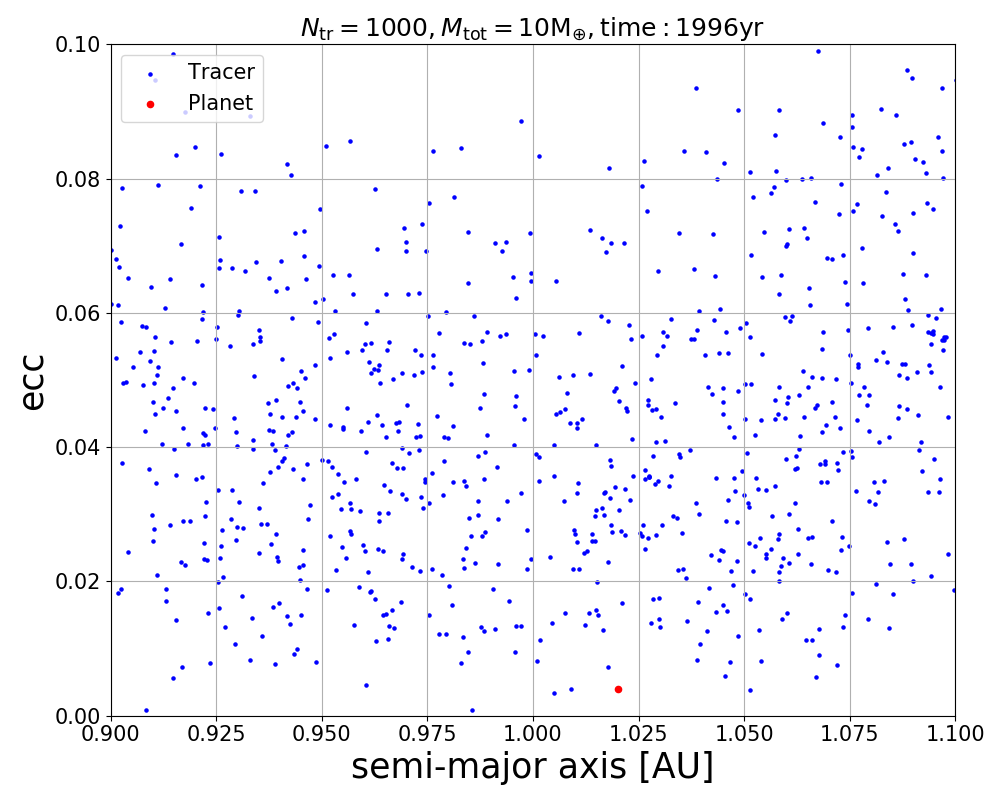 N_tr = 1000, M_tot = 10M_⊕, time : 1996yr
Tracer
Planet
ecc
0.10
0.08
0.06
0.04
0.02
0.00
0.900 0.925 0.950 0.975 1.000 1.025 1.050 1.075 1.100
semi-major axis [AU]